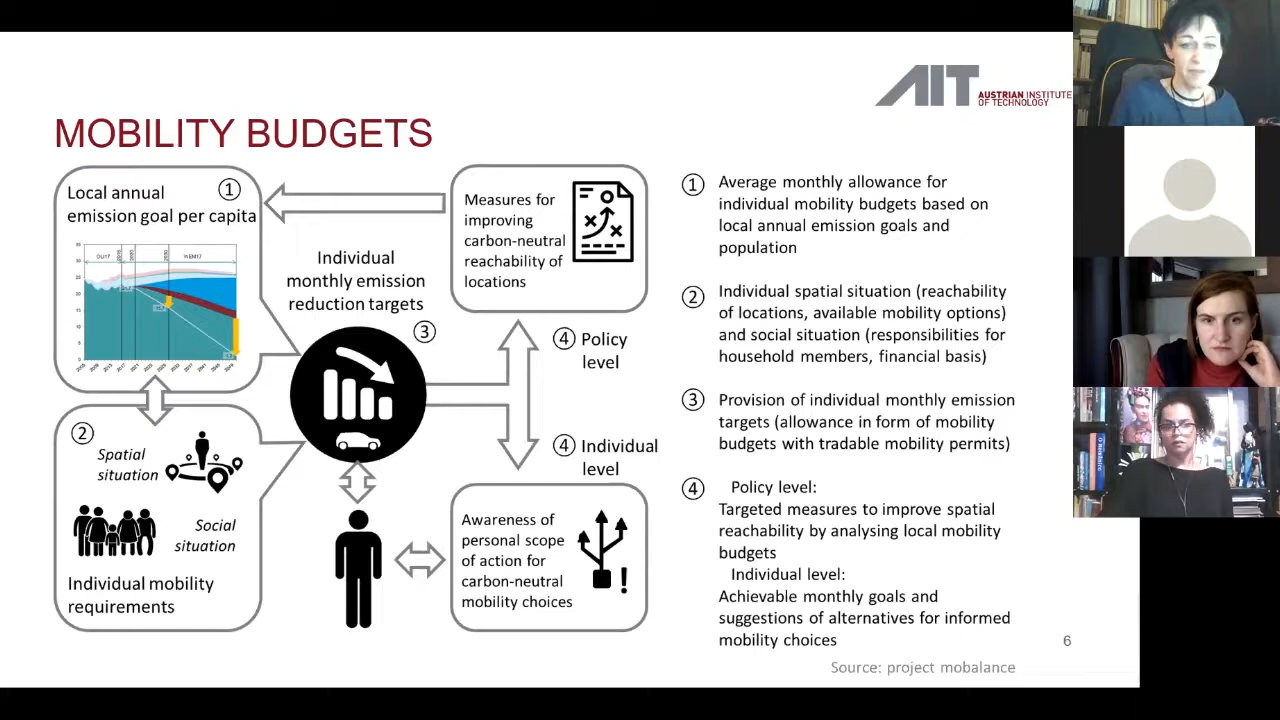 AIT
AUSTRIAN INSTITUTE
OF TECHNOLOGY
MOBILITY BUDGETS
Local annual ①
emission goal per capita
OU17
WEM17
Individual
monthly emission
reduction targets
③
Measures for
improving
carbon-neutral
reachability of
locations
④ Policy
level
④ Individual
level
②
Spatial
situation
Social
situation
Individual mobility
requirements
Awareness of
personal scope
of action for
carbon-neutral
mobility choices
① Average monthly allowance for
individual mobility budgets based on
local annual emission goals and
population
② Individual spatial situation (reachability
of locations, available mobility options)
and social situation (responsibilities for
household members, financial basis)
③ Provision of individual monthly emission
targets (allowance in form of mobility
budgets with tradable mobility permits)
④ Policy level:
Targeted measures to improve spatial
reachability by analysing local mobility
budgets
Individual level:
Achievable monthly goals and
suggestions of alternatives for informed
mobility choices
6
Source: project mobalance